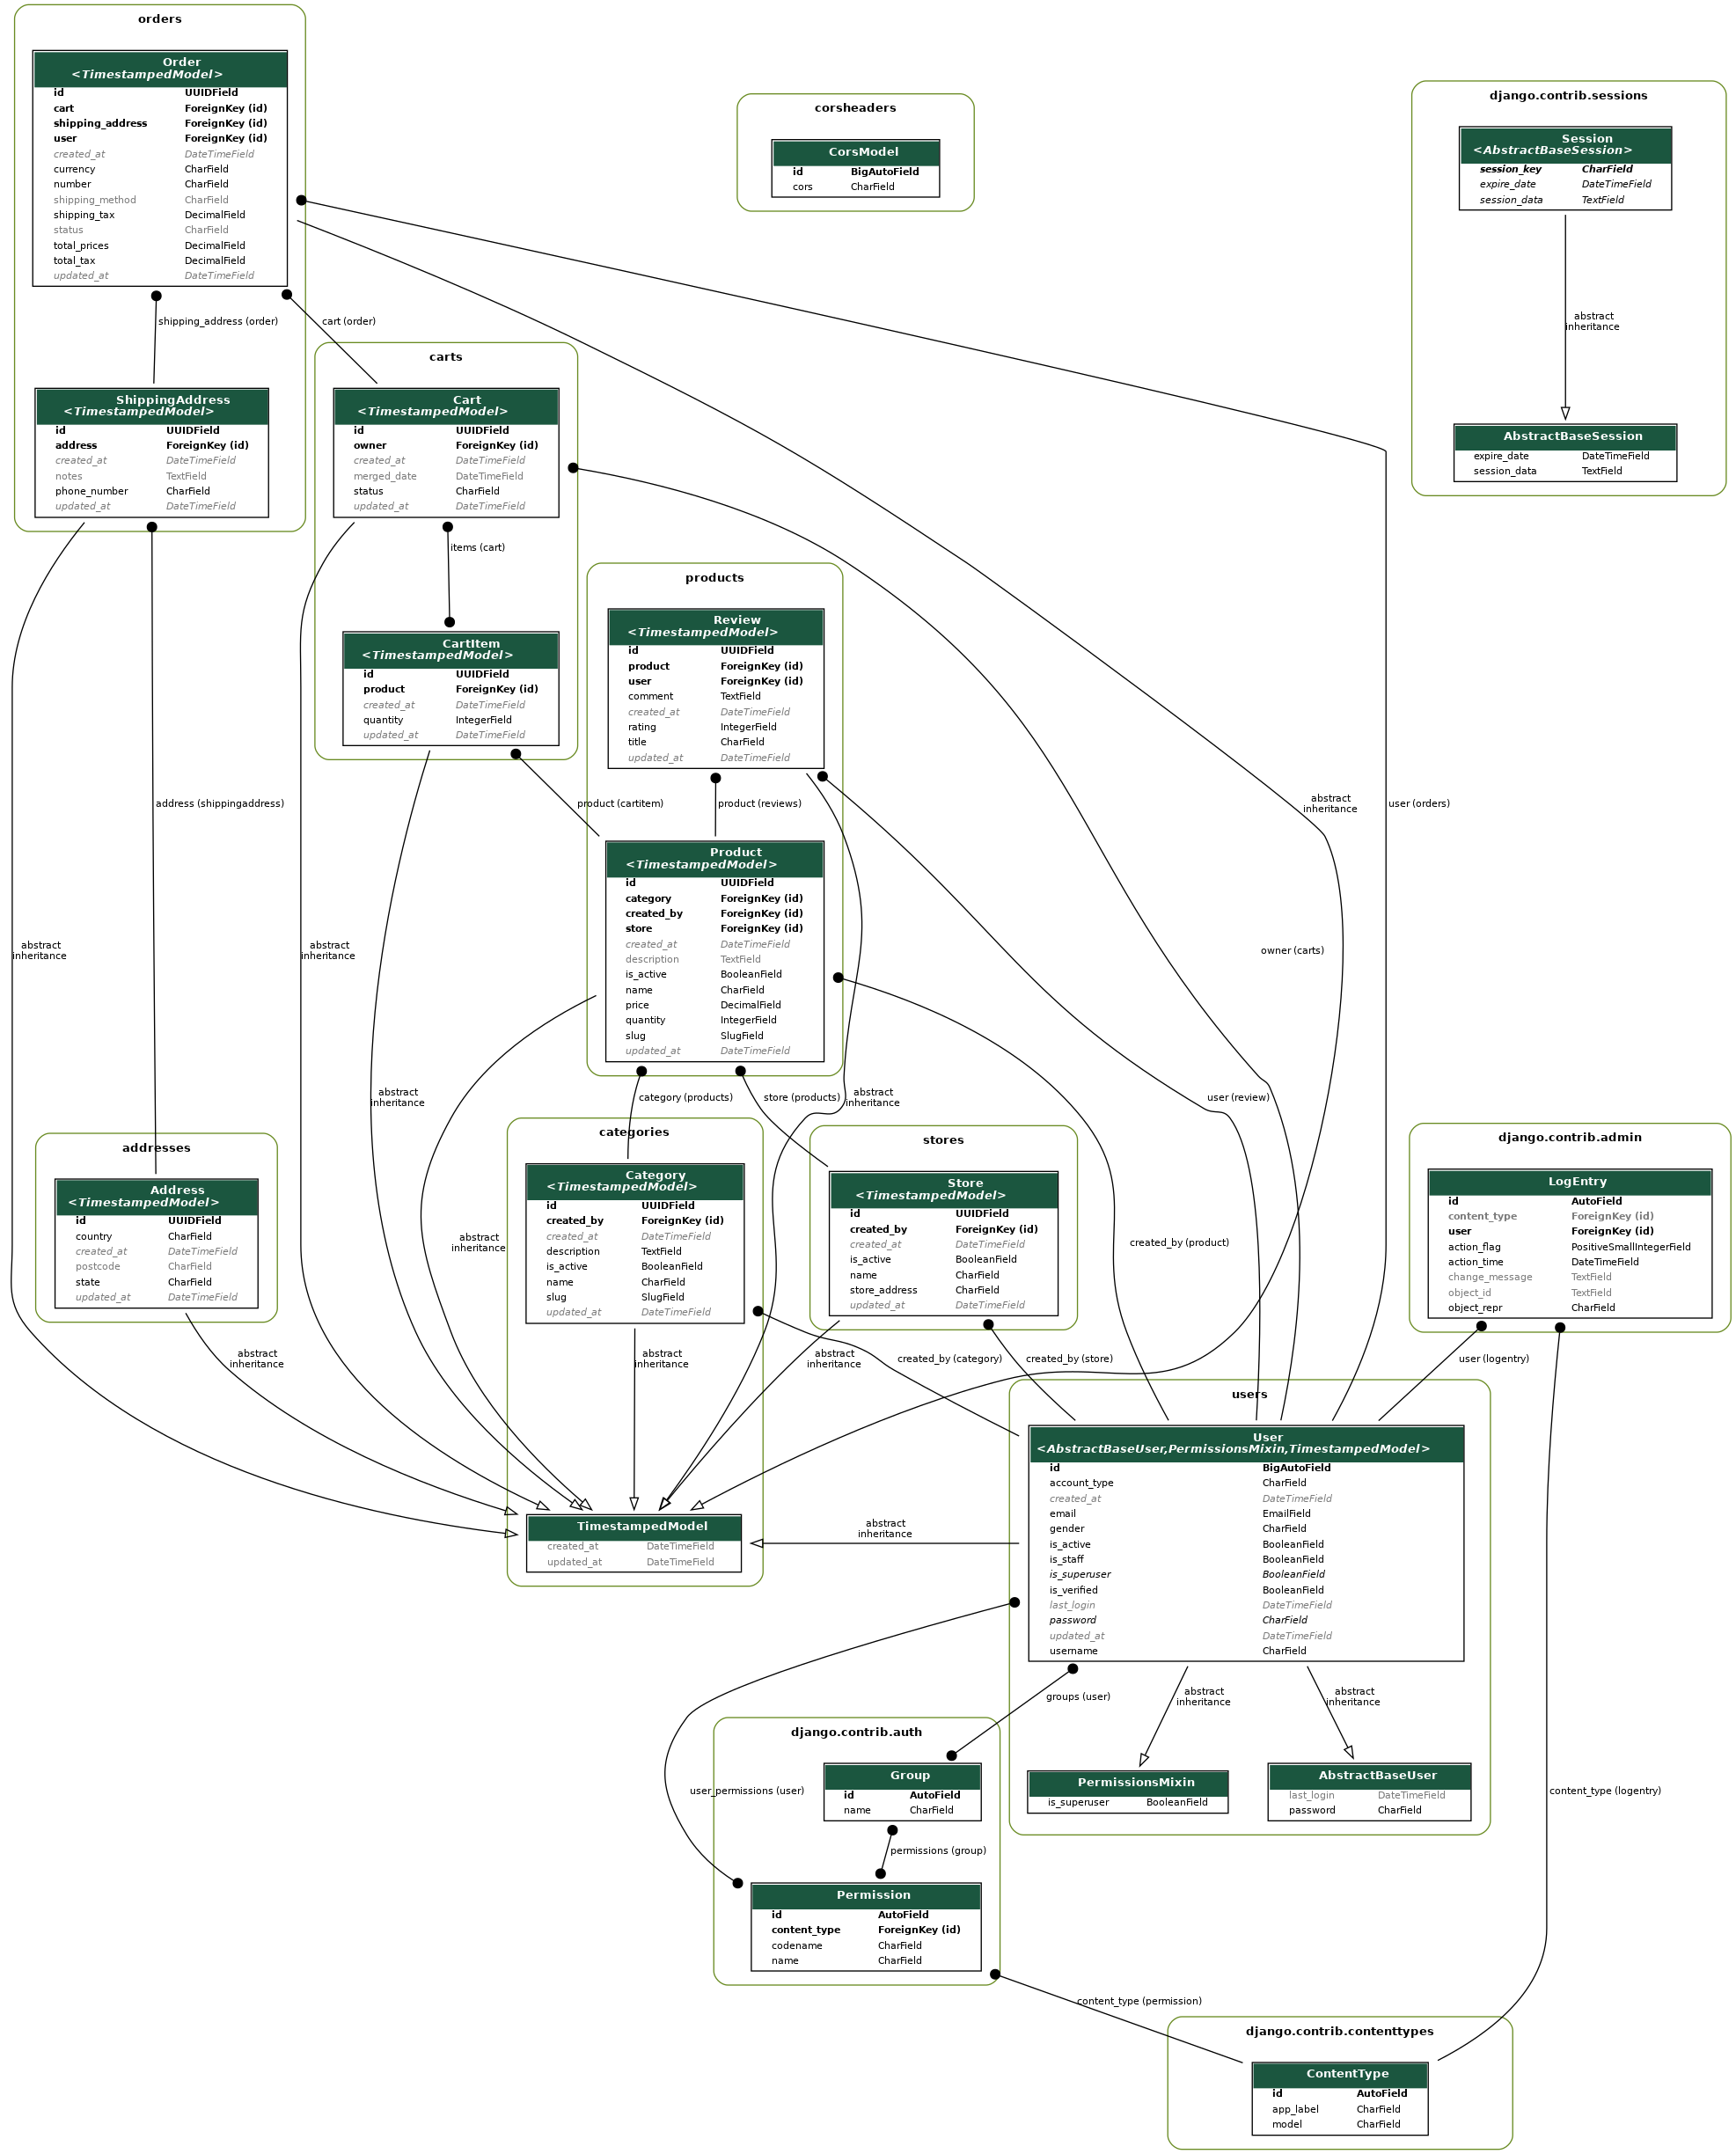 orders
Order
<TimestampedModel>
id UUIDField
cart ForeignKey (id)
shipping_address ForeignKey (id)
user ForeignKey (id)
created_at DateTimeField
currency CharField
number CharField
shipping_method CharField
shipping_tax DecimalField
status CharField
total_prices DecimalField
total_tax DecimalField
updated_at DateTimeField
corsheaders
CorsModel
id BigAutoField
cors CharField
django.contrib.sessions
Session
<AbstractBaseSession>
session_key CharField
expire_date DateTimeField
session_data TextField
abstract
inheritance
AbstractBaseSession
expire_date DateTimeField
session_data TextField
shipping_address (order)
cart (order)
ShippingAddress
<TimestampedModel>
id UUIDField
address ForeignKey (id)
created_at DateTimeField
notes TextField
phone_number CharField
updated_at DateTimeField
carts
Cart
<TimestampedModel>
id UUIDField
owner ForeignKey (id)
created_at DateTimeField
merged_date DateTimeField
status CharField
updated_at DateTimeField
items (cart)
CartItem
<TimestampedModel>
id UUIDField
product ForeignKey (id)
created_at DateTimeField
quantity IntegerField
updated_at DateTimeField
products
Review
<TimestampedModel>
id UUIDField
product ForeignKey (id)
user ForeignKey (id)
comment TextField
created_at DateTimeField
rating IntegerField
title CharField
updated_at DateTimeField
address (shippingaddress)
product (cartitem)
product (reviews)
abstract
inheritance
user (orders)
Product
<TimestampedModel>
id UUIDField
category ForeignKey (id)
created_by ForeignKey (id)
store ForeignKey (id)
created_at DateTimeField
description TextField
is_active BooleanField
name CharField
price DecimalField
quantity IntegerField
slug SlugField
updated_at DateTimeField
abstract
inheritance
abstract
inheritance
owner (carts)
abstract
inheritance
category (products)
store (products)
abstract
inheritance
user (review)
addresses
Address
<TimestampedModel>
id UUIDField
country CharField
created_at DateTimeField
postcode CharField
state CharField
updated_at DateTimeField
abstract
inheritance
categories
Category
<TimestampedModel>
id UUIDField
created_by ForeignKey (id)
created_at DateTimeField
description TextField
is_active BooleanField
name CharField
slug SlugField
updated_at DateTimeField
stores
Store
<TimestampedModel>
id UUIDField
created_by ForeignKey (id)
created_at DateTimeField
is_active BooleanField
name CharField
store_address CharField
updated_at DateTimeField
created_by (product)
django.contrib.admin
LogEntry
id AutoField
content_type ForeignKey (id)
user ForeignKey (id)
action_flag PositiveSmallIntegerField
action_time DateTimeField
change_message TextField
object_id TextField
object_repr CharField
abstract
inheritance
abstract
inheritance
abstract
inheritance
created_by (category)
created_by (store)
user (logentry)
users
User
<AbstractBaseUser,PermissionsMixin,TimestampedModel>
id BigAutoField
account_type CharField
created_at DateTimeField
email EmailField
gender CharField
is_active BooleanField
is_staff BooleanField
is_superuser BooleanField
is_verified BooleanField
last_login DateTimeField
password CharField
updated_at DateTimeField
username CharField
TimestampedModel
created_at DateTimeField
updated_at DateTimeField
abstract
inheritance
groups (user)
abstract
inheritance
abstract
inheritance
django.contrib.auth
Group
id AutoField
name CharField
user_permissions (user)
PermissionsMixin
is_superuser BooleanField
AbstractBaseUser
last_login DateTimeField
password CharField
content_type (logentry)
permissions (group)
Permission
id AutoField
content_type ForeignKey (id)
codename CharField
name CharField
content_type (permission)
django.contrib.contenttypes
ContentType
id AutoField
app_label CharField
model CharField